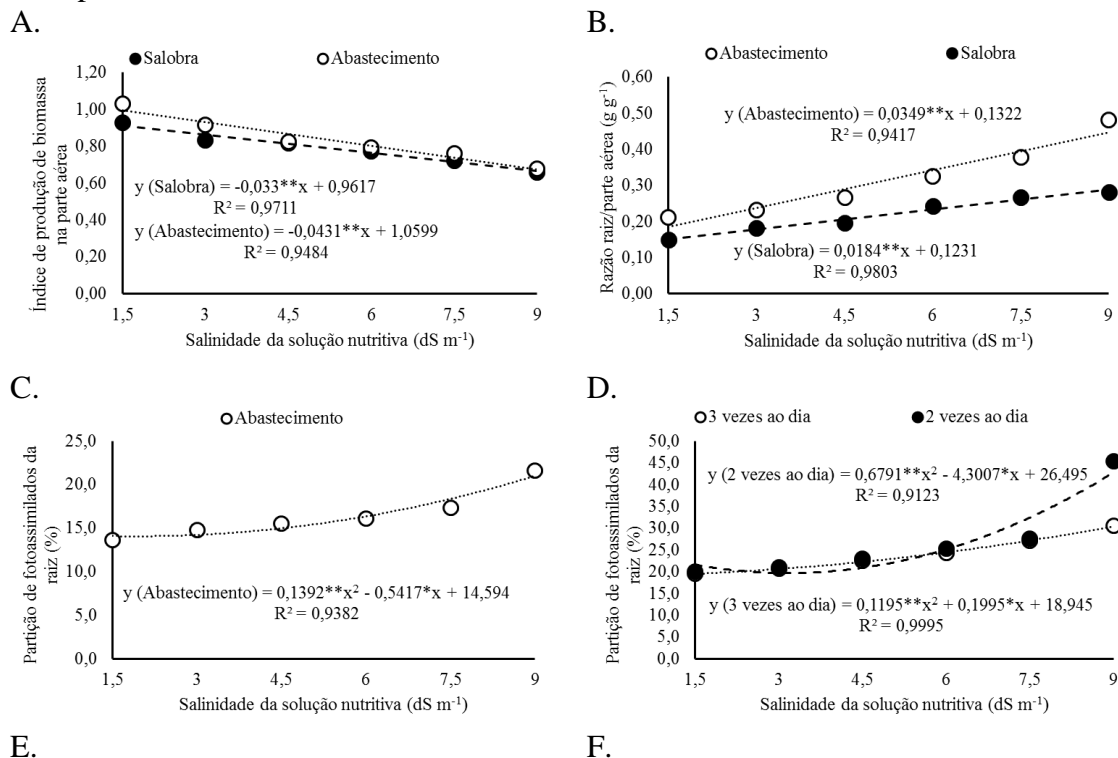 A.
Salobra Abastecimento
1,20
1,00
0,80
0,60
0,40
0,20
0,00
Índice de produção de biomassa
na parte aérea
y (Salobra) = -0,033**x + 0,9617
R² = 0,9711
y (Abastecimento) = -0,0431**x + 1,0599
R² = 0,9484
1,5 3 4,5 6 7,5 9
Salinidade da solução nutritiva (dS m⁻¹)
B.
Abastecimento Salobra
0,60
0,50
0,40
0,30
0,20
0,10
0,00
Razão raiz/parte aérea (g g⁻¹)
y (Abastecimento) = 0,0349**x + 0,1322
R² = 0,9417
y (Salobra) = 0,0184**x + 0,1231
R² = 0,9803
1,5 3 4,5 6 7,5 9
Salinidade da solução nutritiva (dS m⁻¹)
C.
Abastecimento
25,0
20,0
15,0
10,0
5,0
0,0
Partição de fotoassimilados da
raiz (%)
y (Abastecimento) = 0,1392**x² - 0,5417*x + 14,594
R² = 0,9382
1,5 3 4,5 6 7,5 9
Salinidade da solução nutritiva (dS m⁻¹)
D.
3 vezes ao dia 2 vezes ao dia
50,0
45,0
40,0
35,0
30,0
25,0
20,0
15,0
10,0
5,0
0,0
Partição de fotoassimilados da
raiz (%)
y (2 vezes ao dia) = 0,6791**x² - 4,3007*x + 26,495
R² = 0,9123
y (3 vezes ao dia) = 0,1195**x² + 0,1995*x + 18,945
R² = 0,9995
1,5 3 4,5 6 7,5 9
Salinidade da solução nutritiva (dS m⁻¹)
E.
F.